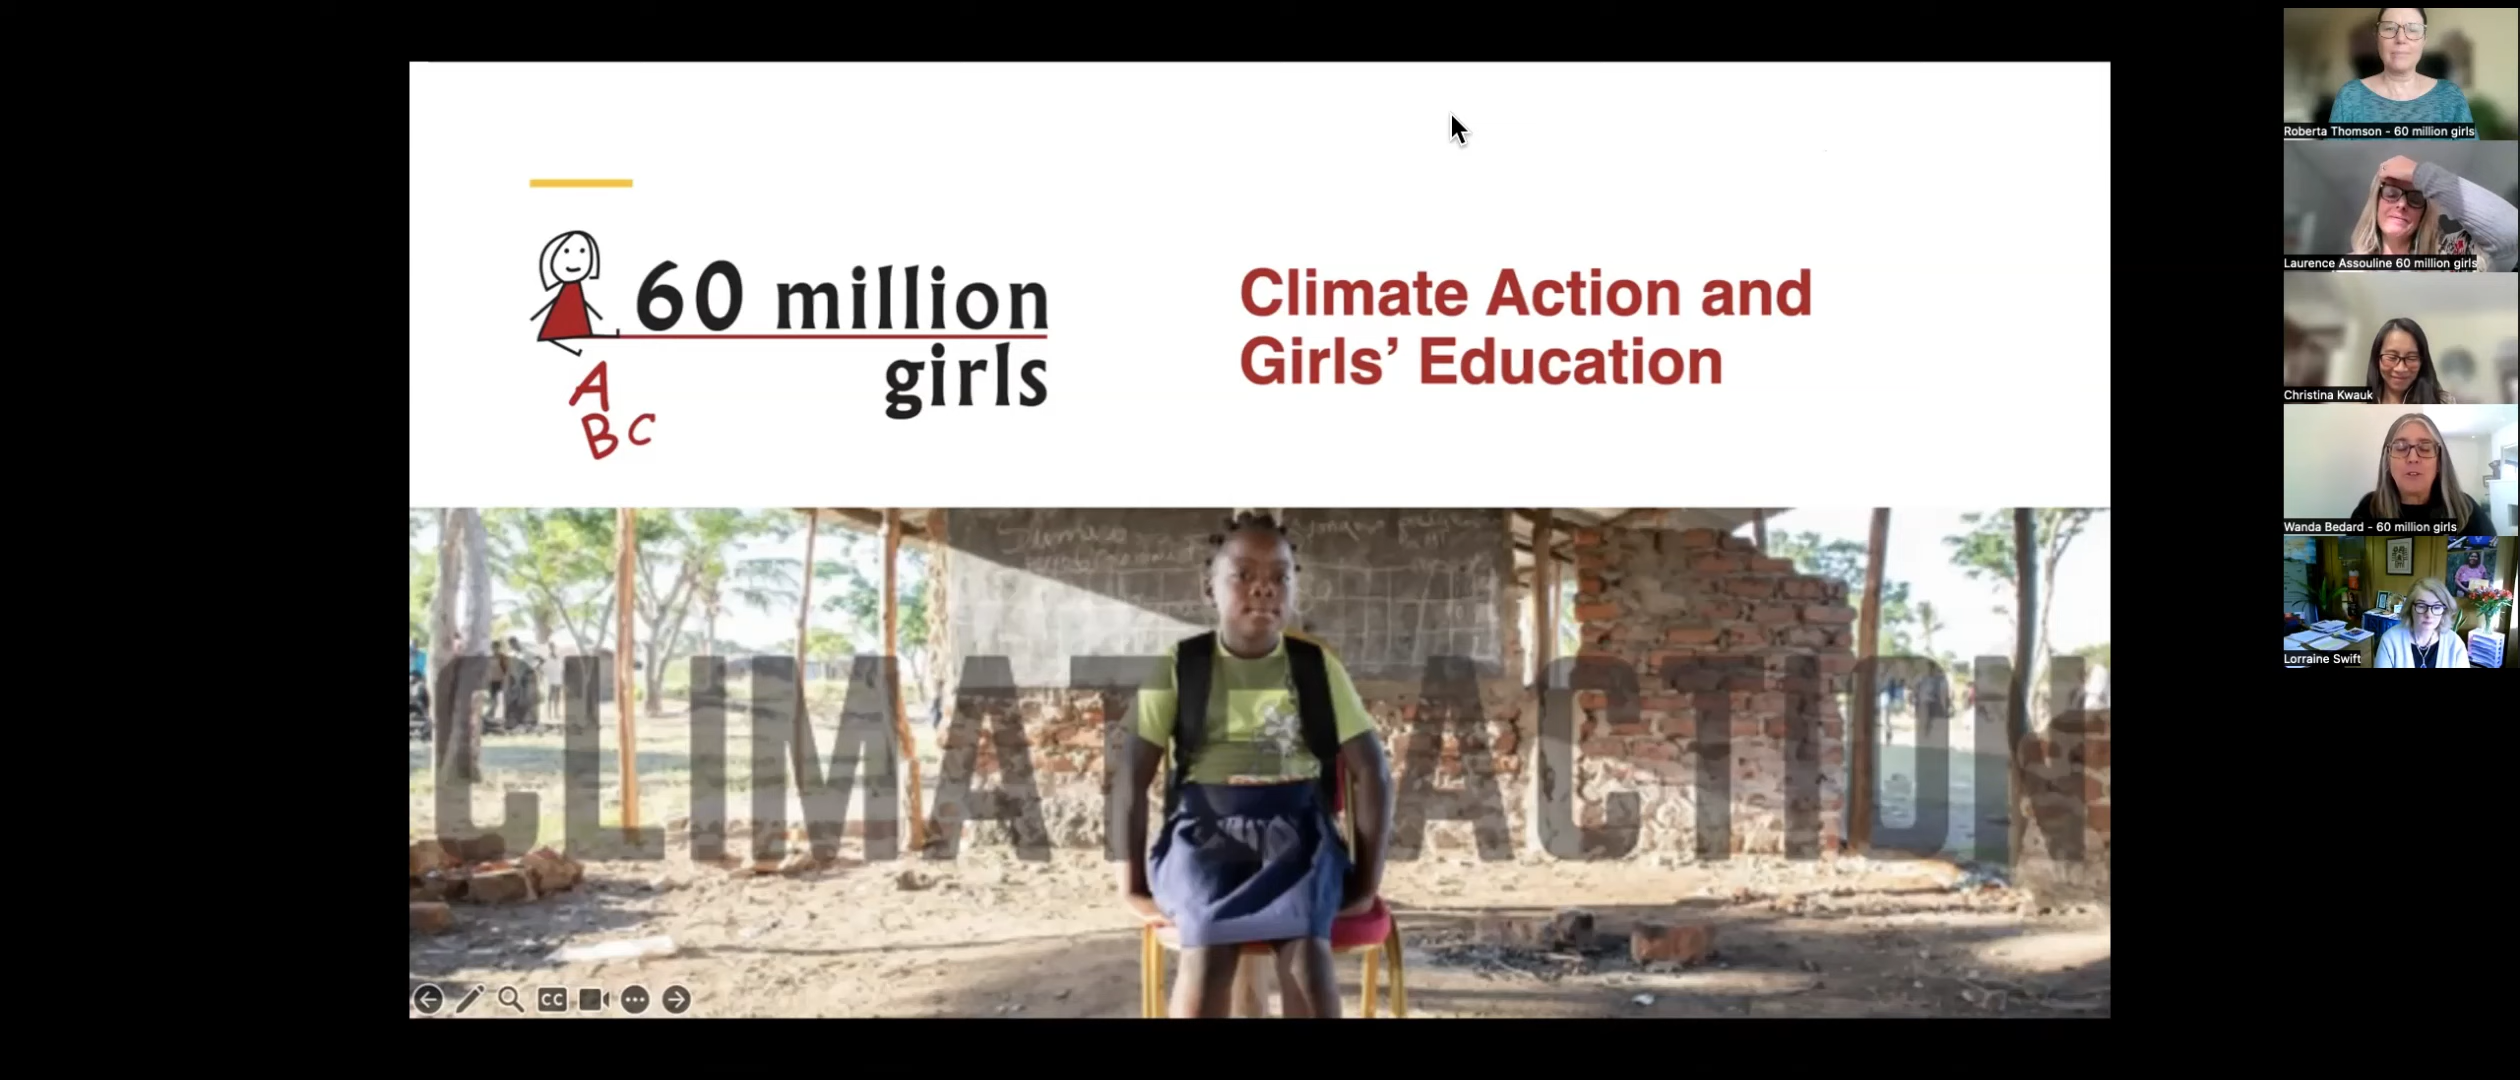 60 million
girls
A
B C
Climate Action and
Girls’ Education
CLIMATE ACTION
CC
Roberta Thomson - 60 million girls
Laurence Assouline 60 million girls
Christina Kwauk
Wanda Bedard - 60 million girls
Lorraine Swift